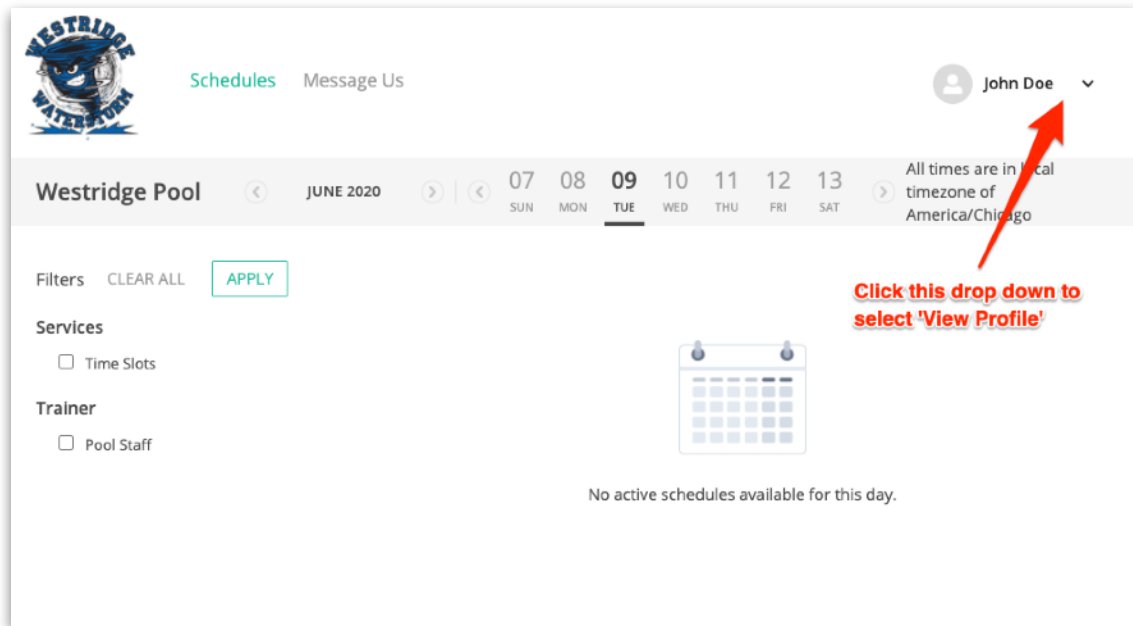 WESTRIDGE
WATERSTORM
Schedules Message Us
John Doe
Westridge Pool
JUNE 2020
07 08 09 10 11 12 13
SUN MON TUE WED THU FRI SAT
All times are in local
timezone of
America/Chicago
Filters CLEAR ALL APPLY
Click this drop down to
select 'View Profile'
Services
Time Slots
Trainer
Pool Staff
No active schedules available for this day.